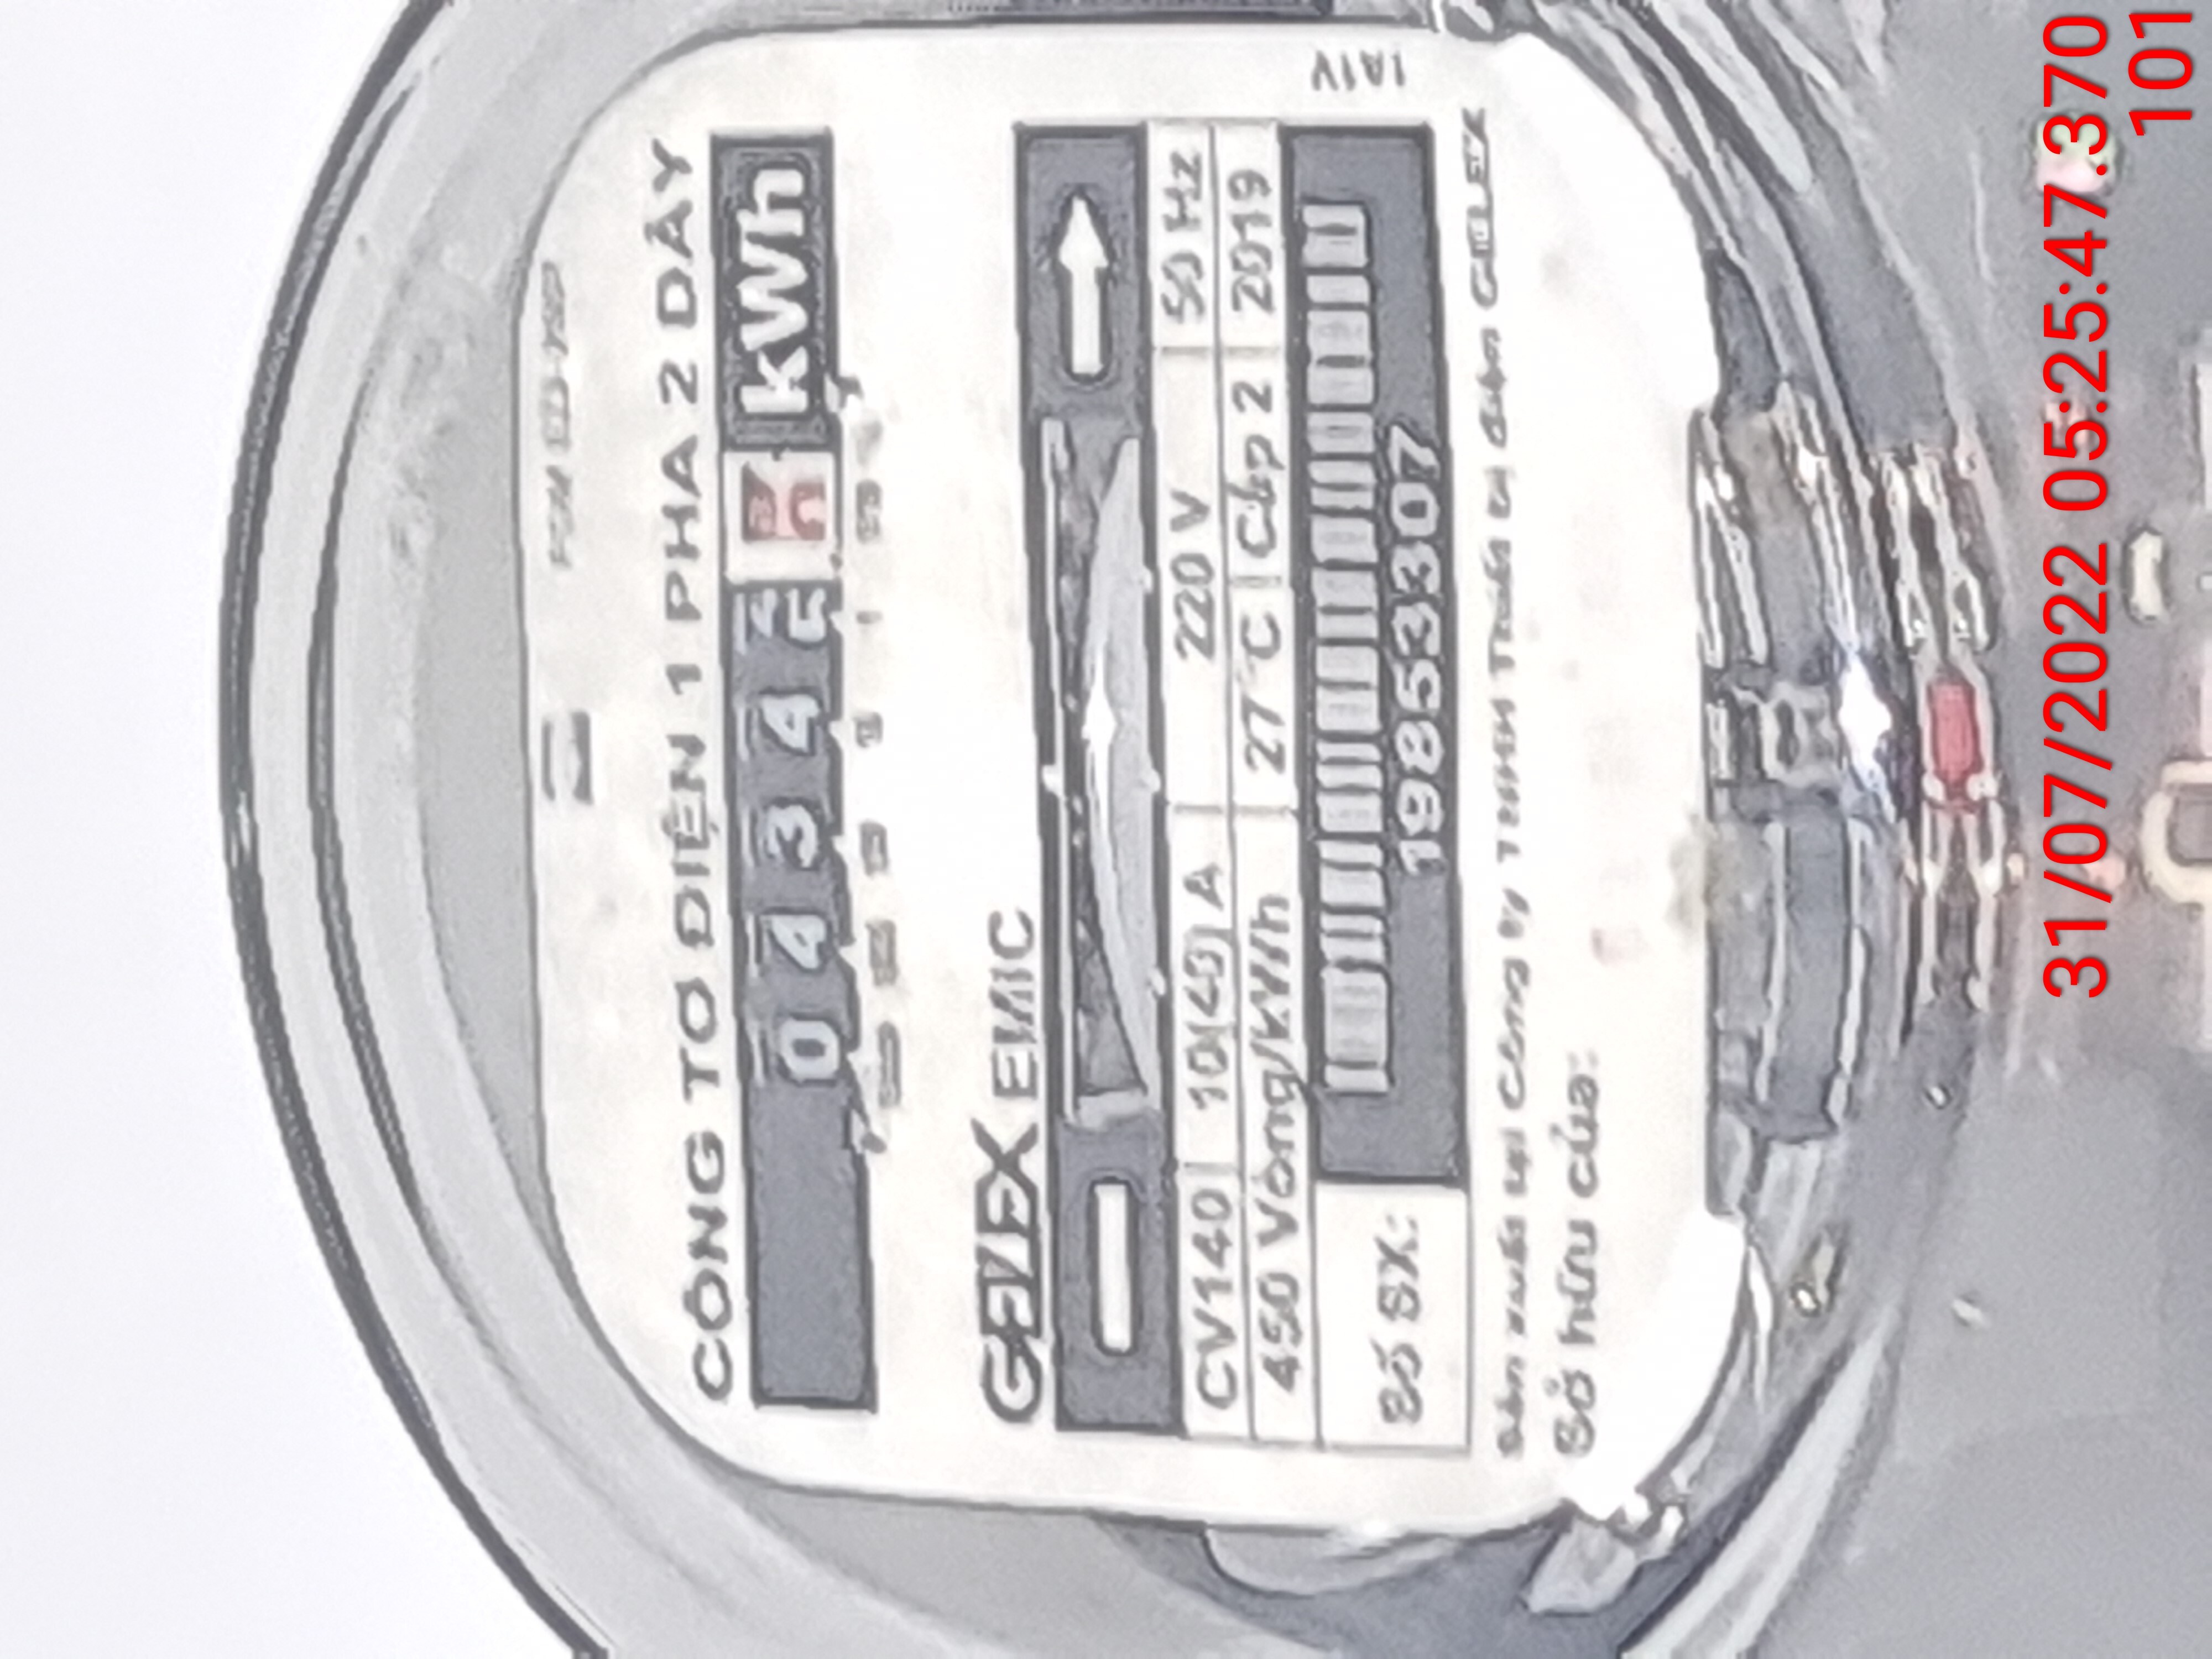 CÔNG TƠ ĐIỆN 1 PHA 2 DÂY
0 4 3 4 kWh
GELEX EMIC
CV140 10(40) A 220 V 50 Hz
450 Vòng/kWh 27°C Cấp 2 2019
Số SX: 19853307
Sở hữu của:
31/07/2022 05:25:47.370
101